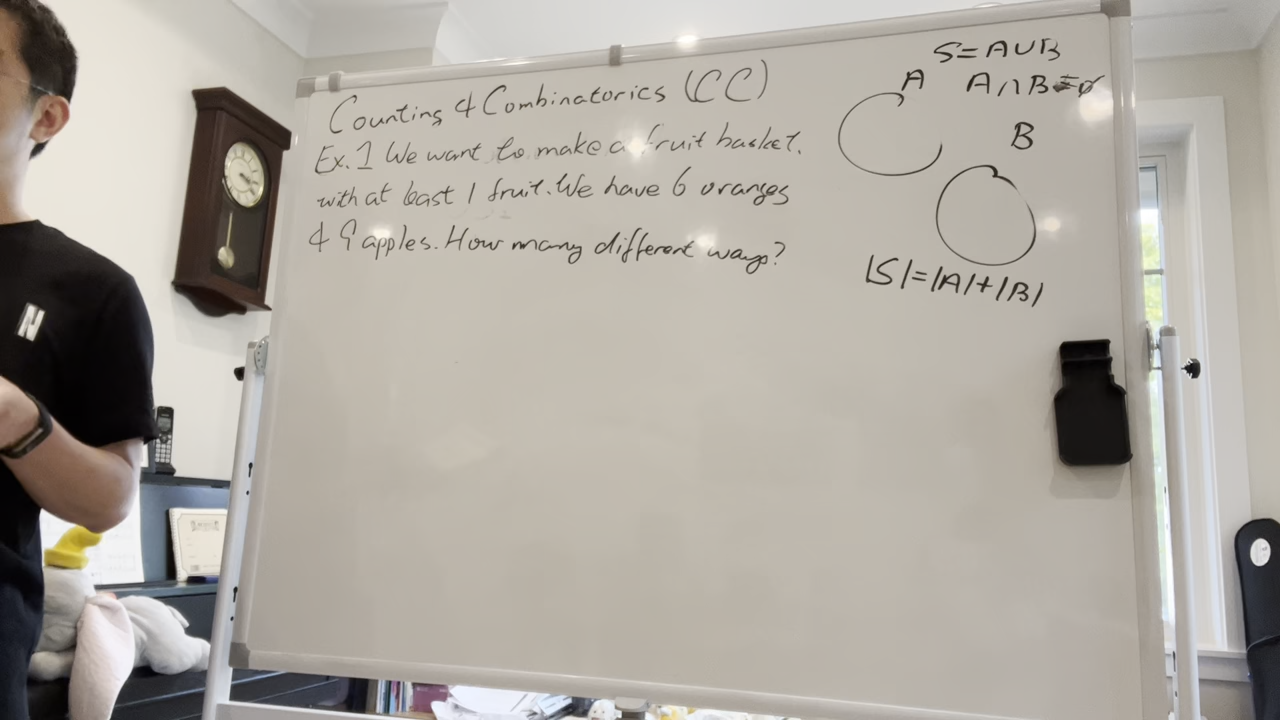 Counting & Combinatorics (CC)
Ex. 1 We want to make a fruit basket.
with at least 1 fruit. We have 6 oranges
& 9 apples. How many different ways?
S=A∪B
A A∩B=∅
B
|S|=|A|+|B|
N